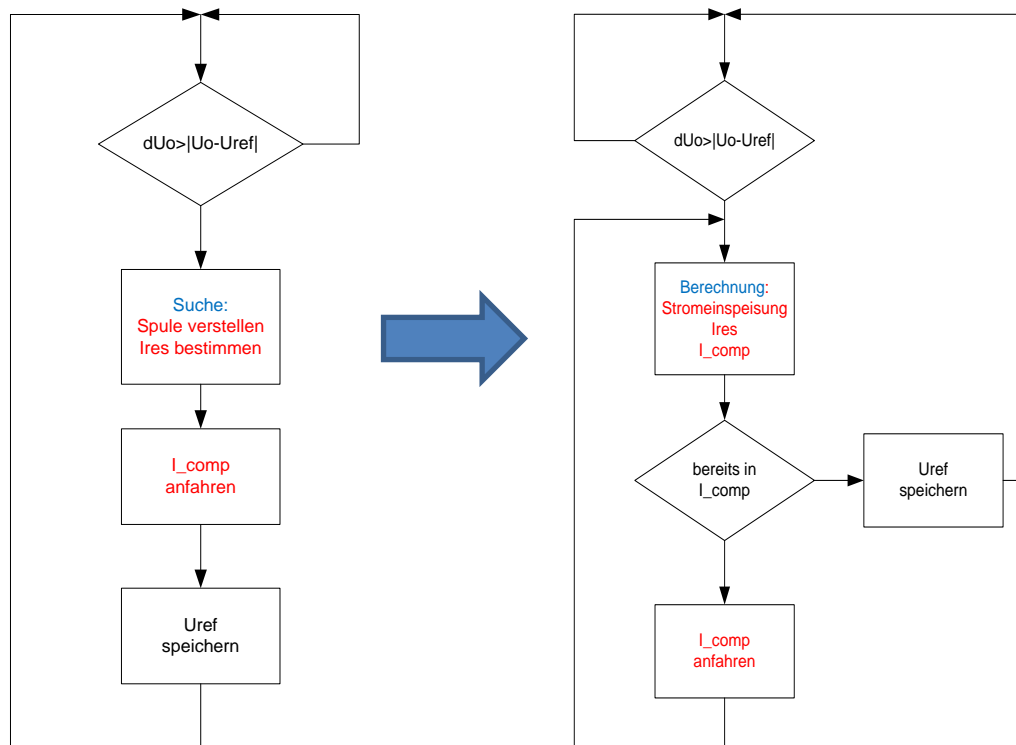 dUo>|Uo-Uref|
Suche:
Spule verstellen
Ires bestimmen
I_comp
anfahren
Uref
speichern
dUo>|Uo-Uref|
Berechnung:
Stromeinspeisung
Ires
I_comp
bereits in
I_comp
Uref
speichern
I_comp
anfahren